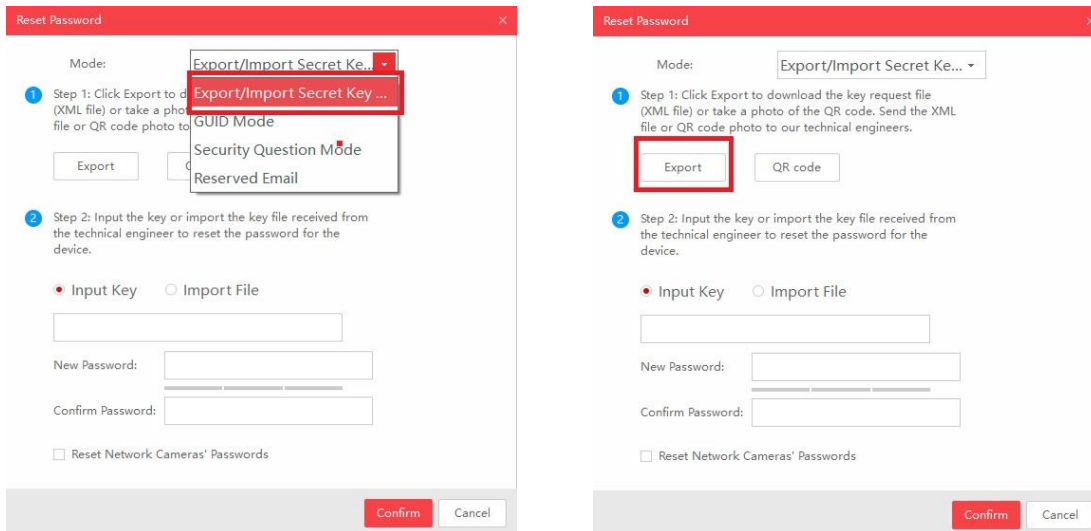 Reset Password
Mode:
Export/Import Secret Ke...
Export/Import Secret Key ...
GUID Mode
Security Question Mode
Reserved Email
1
Step 1: Click Export to d
(XML file) or take a phot
file or QR code photo to
Export
2
Step 2: Input the key or import the key file received from
the technical engineer to reset the password for the
device.
Input Key
Import File
New Password:
Confirm Password:
Reset Network Cameras' Passwords
Confirm
Cancel
Reset Password
Mode:
Export/Import Secret Ke...
1
Step 1: Click Export to download the key request file
(XML file) or take a photo of the QR code. Send the XML
file or QR code photo to our technical engineers.
Export
QR code
2
Step 2: Input the key or import the key file received from
the technical engineer to reset the password for the
device.
Input Key
Import File
New Password:
Confirm Password:
Reset Network Cameras' Passwords
Confirm
Cancel